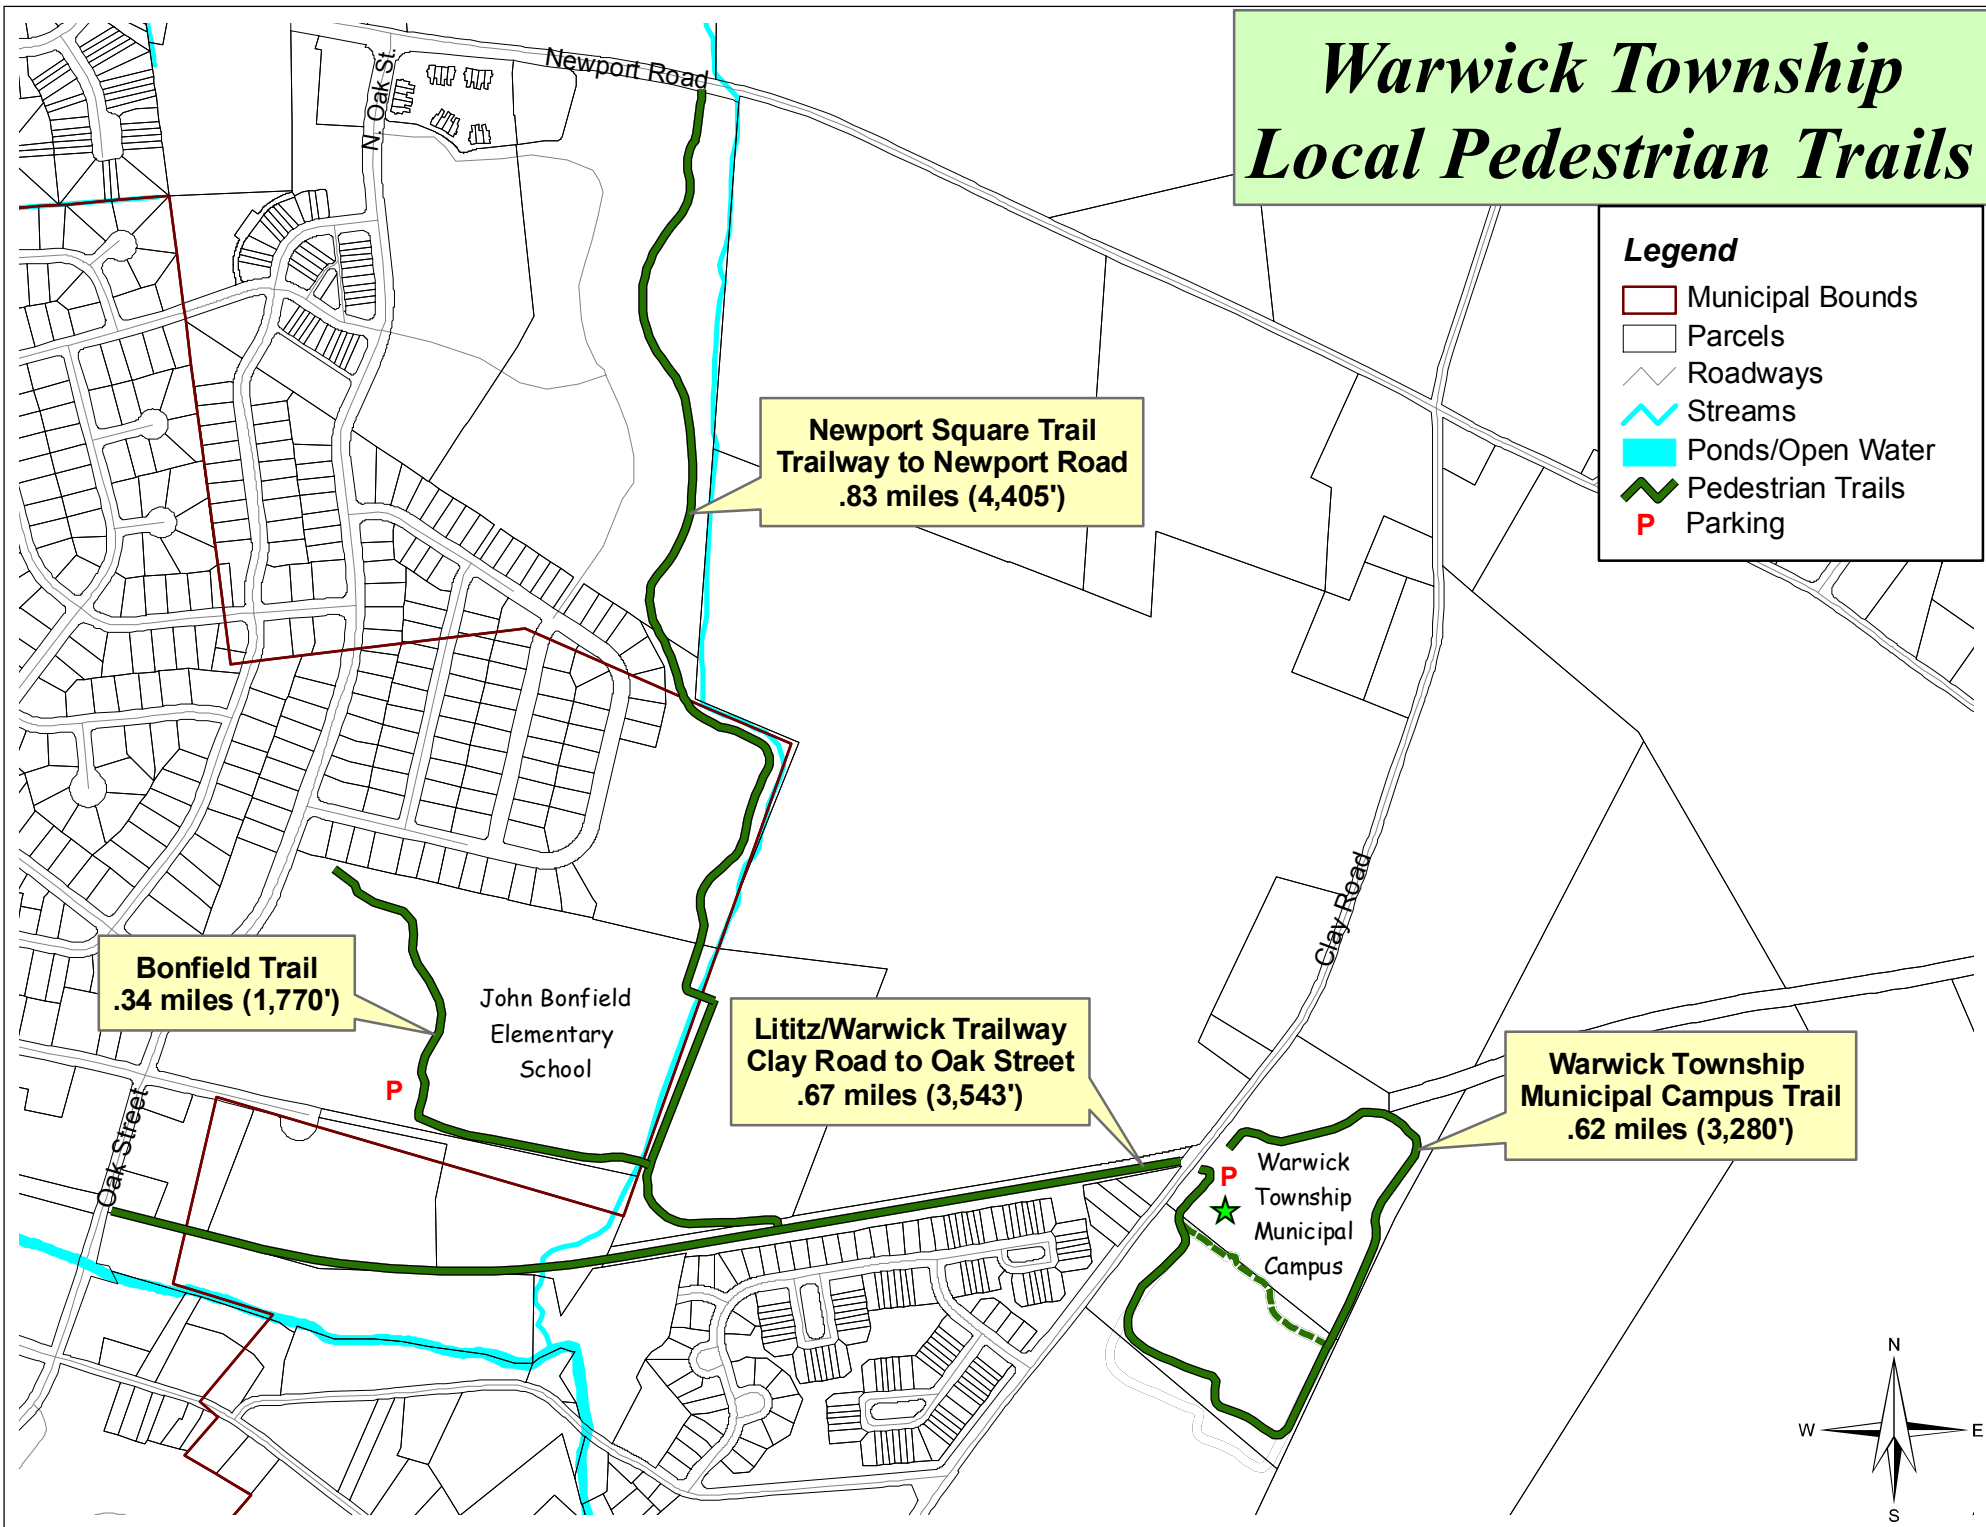 Warwick Township
Local Pedestrian Trails
Legend
Municipal Bounds
Parcels
Roadways
Streams
Ponds/Open Water
Pedestrian Trails
P Parking
Newport Road
N. Oak St.
Newport Square Trail
Trailway to Newport Road
.83 miles (4,405')
Clay Road
Bonfield Trail
.34 miles (1,770')
John Bonfield
Elementary
School
P
Oak Street
Lititz/Warwick Trailway
Clay Road to Oak Street
.67 miles (3,543')
Warwick Township
Municipal Campus Trail
.62 miles (3,280')
P
Warwick
Township
Municipal
Campus
N
W E
S